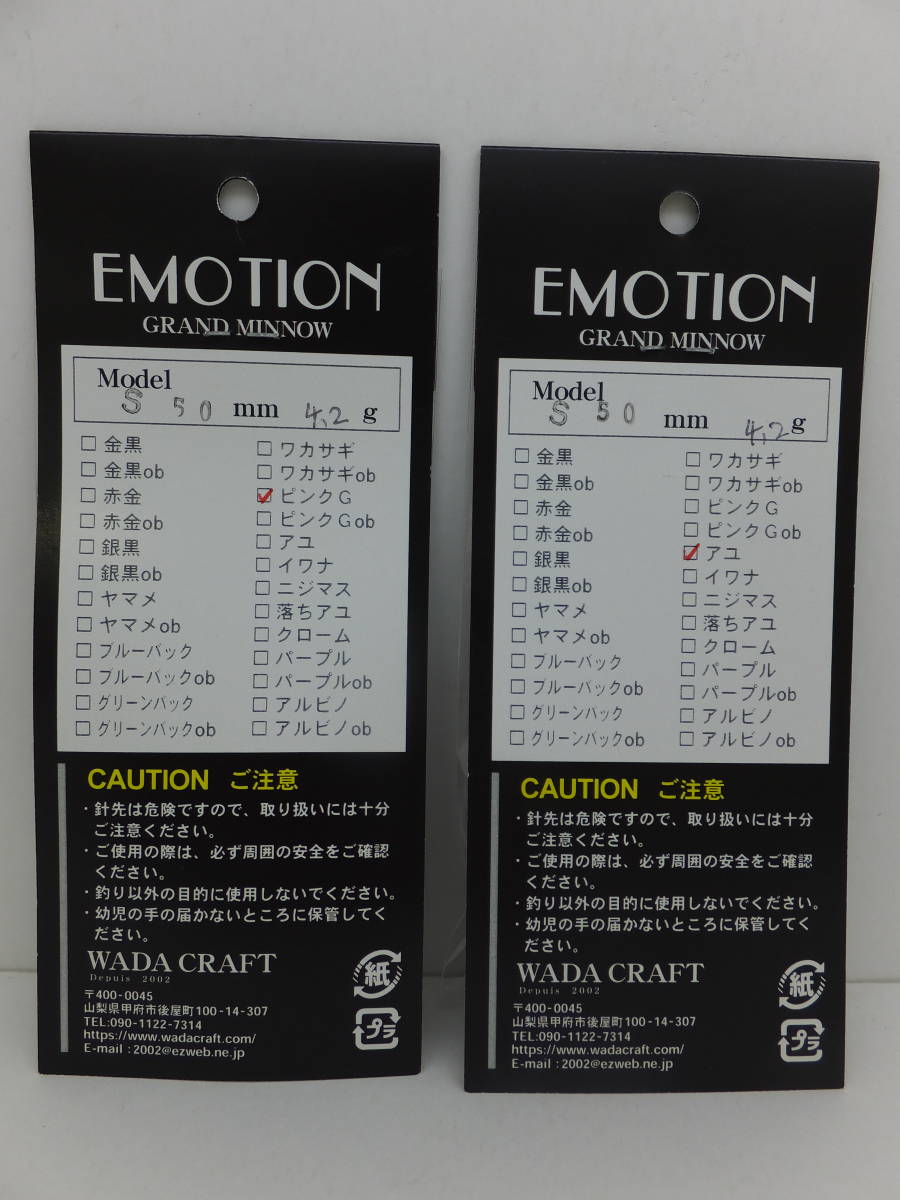 EMOTION
GRAND MINNOW
Model
S 50 mm 4.2 g
□ 金黒
□ 金黒ob
□ 赤金
□ 赤金ob
□ 銀黒
□ 銀黒ob
□ ヤマメ
□ ヤマメob
□ ブルーバック
□ ブルーバックob
□ グリーンバック
□ グリーンバックob
□ ワカサギ
□ ワカサギob
☑ ピンクG
□ ピンクGob
□ アユ
□ イワナ
□ ニジマス
□ 落ちアユ
□ クローム
□ パープル
□ パープルob
□ アルビノ
□ アルビノob
CAUTION ご注意
・針先は危険ですので、取り扱いには十分
ご注意ください。
・ご使用の際は、必ず周囲の安全をご確認
ください。
・釣り以外の目的に使用しないでください。
・幼児の手の届かないところに保管してく
ださい。
WADA CRAFT
Depuis 2002
〒400-0045
山梨県甲府市後屋町100-14-307
TEL:090-1122-7314
https://www.wadacraft.com/
E-mail : 2002@ezweb.ne.jp
紙
プラ
EMOTION
GRAND MINNOW
Model
S 50 mm 4.2 g
□ 金黒
□ 金黒ob
□ 赤金
□ 赤金ob
□ 銀黒
□ 銀黒ob
□ ヤマメ
□ ヤマメob
□ ブルーバック
□ ブルーバックob
□ グリーンバック
□ グリーンバックob
□ ワカサギ
□ ワカサギob
□ ピンクG
□ ピンクGob
☑ アユ
□ イワナ
□ ニジマス
□ 落ちアユ
□ クローム
□ パープル
□ パープルob
□ アルビノ
□ アルビノob
CAUTION ご注意
・針先は危険ですので、取り扱いには十分
ご注意ください。
・ご使用の際は、必ず周囲の安全をご確認
ください。
・釣り以外の目的に使用しないでください。
・幼児の手の届かないところに保管してく
ださい。
WADA CRAFT
Depuis 2002
〒400-0045
山梨県甲府市後屋町100-14-307
TEL:090-1122-7314
https://www.wadacraft.com/
E-mail : 2002@ezweb.ne.jp
紙
プラ